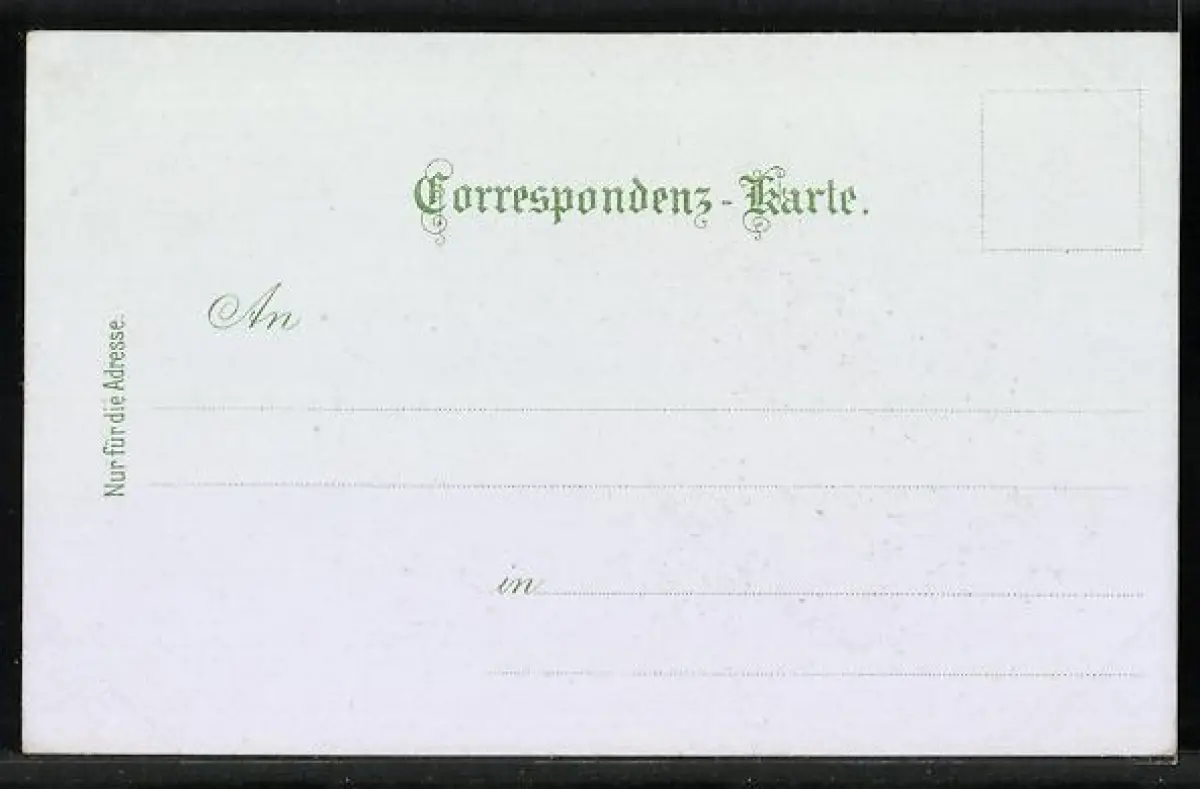 Correspondenz-Karte.
An
Nur für die Adresse.
in